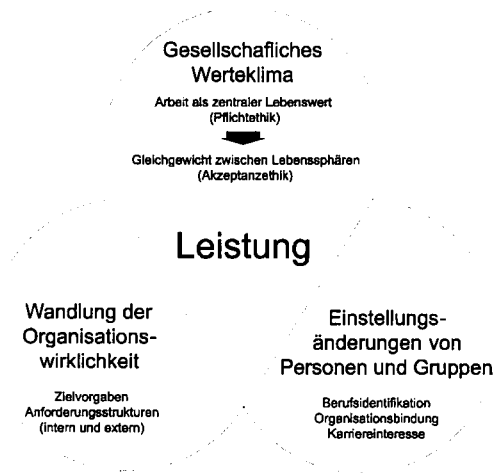 Gesellschaftliches
Werteklima
Arbeit als zentraler Lebenswert
(Pflichtethik)
Gleichgewicht zwischen Lebenssphären
(Akzeptanzethik)
Leistung
Wandlung der
Organisations-
wirklichkeit
Zielvorgaben
Anforderungsstrukturen
(intern und extern)
Einstellungs-
änderungen von
Personen und Gruppen
Berufsidentifikation
Organisationsbindung
Karriereinteresse